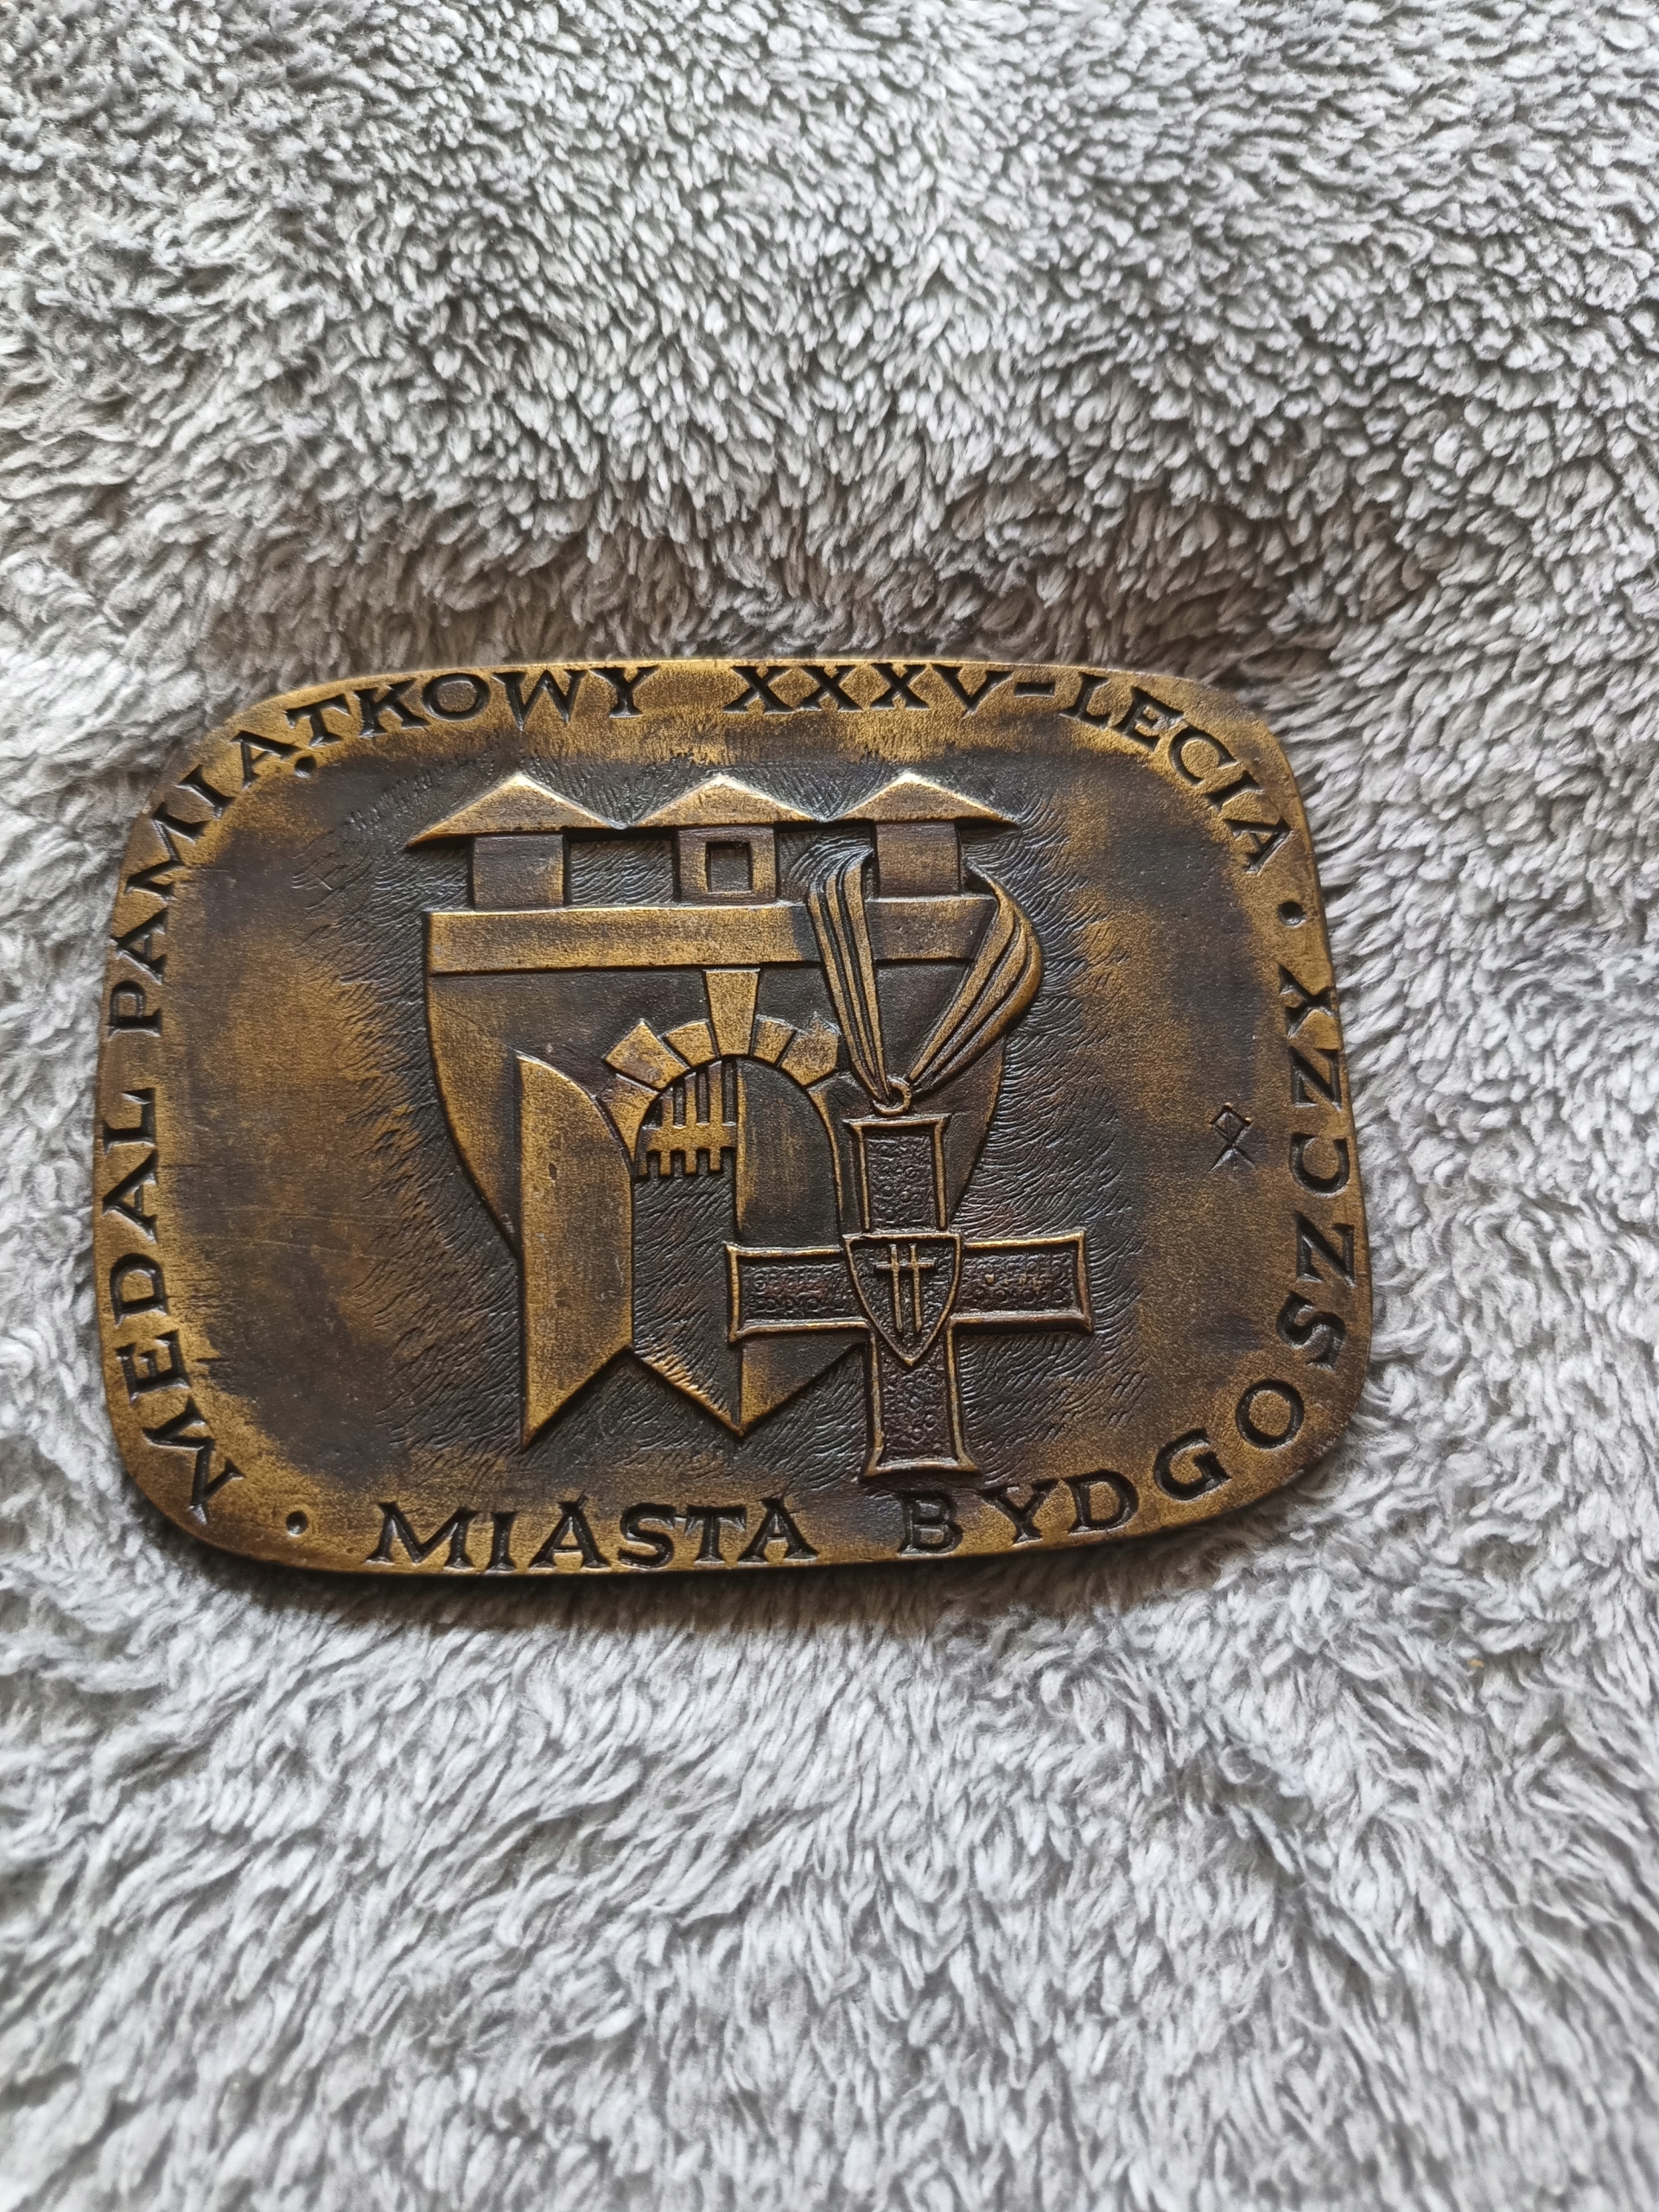 MEDAL PAMIĄTKOWY XXXV-LECIA •
• MIASTA BYDGOSZCZY